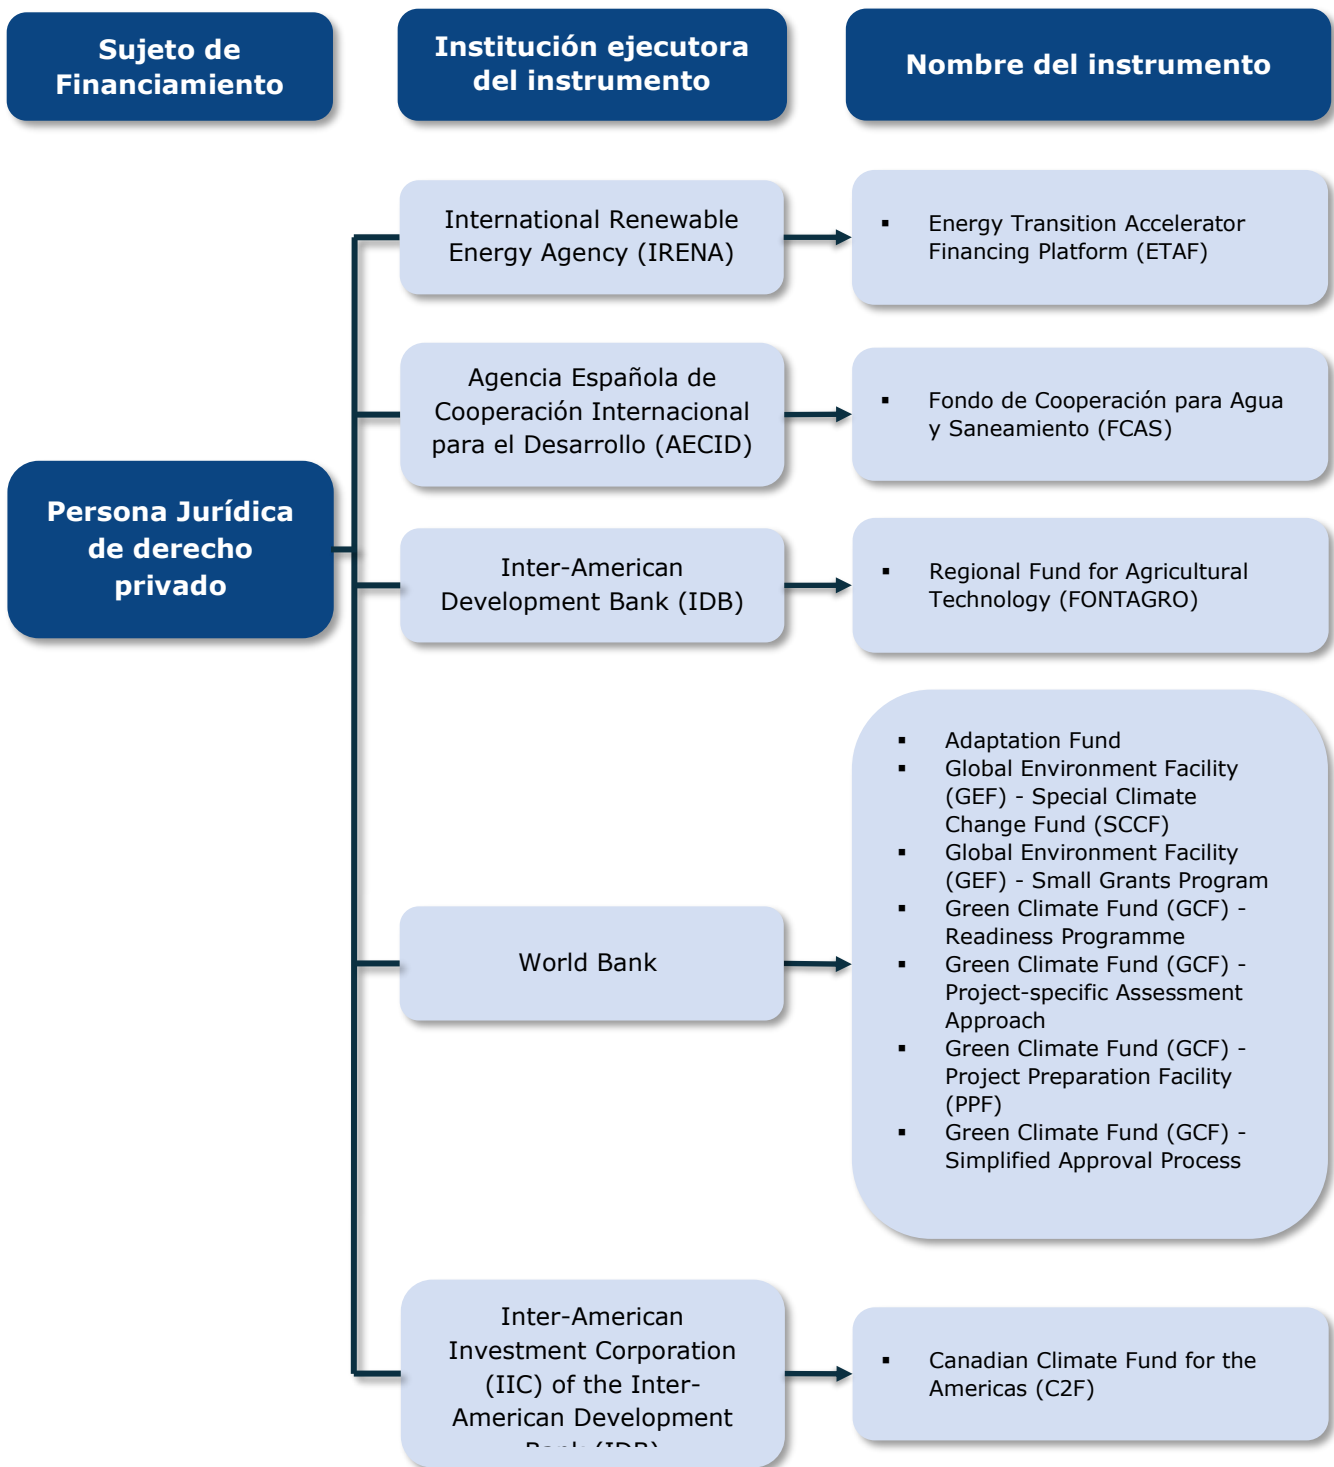 Sujeto de
Financiamiento
Institución ejecutora
del instrumento
Nombre del instrumento
Persona Jurídica
de derecho
privado
International Renewable
Energy Agency (IRENA)
▪ Energy Transition Accelerator
Financing Platform (ETAF)
Agencia Española de
Cooperación Internacional
para el Desarrollo (AECID)
▪ Fondo de Cooperación para Agua
y Saneamiento (FCAS)
Inter-American
Development Bank (IDB)
▪ Regional Fund for Agricultural
Technology (FONTAGRO)
World Bank
▪ Adaptation Fund
▪ Global Environment Facility
(GEF) - Special Climate
Change Fund (SCCF)
▪ Global Environment Facility
(GEF) - Small Grants Program
▪ Green Climate Fund (GCF) -
Readiness Programme
▪ Green Climate Fund (GCF) -
Project-specific Assessment
Approach
▪ Green Climate Fund (GCF) -
Project Preparation Facility
(PPF)
▪ Green Climate Fund (GCF) -
Simplified Approval Process
Inter-American
Investment Corporation
(IIC) of the Inter-
American Development
Bank (IDB)
▪ Canadian Climate Fund for the
Americas (C2F)